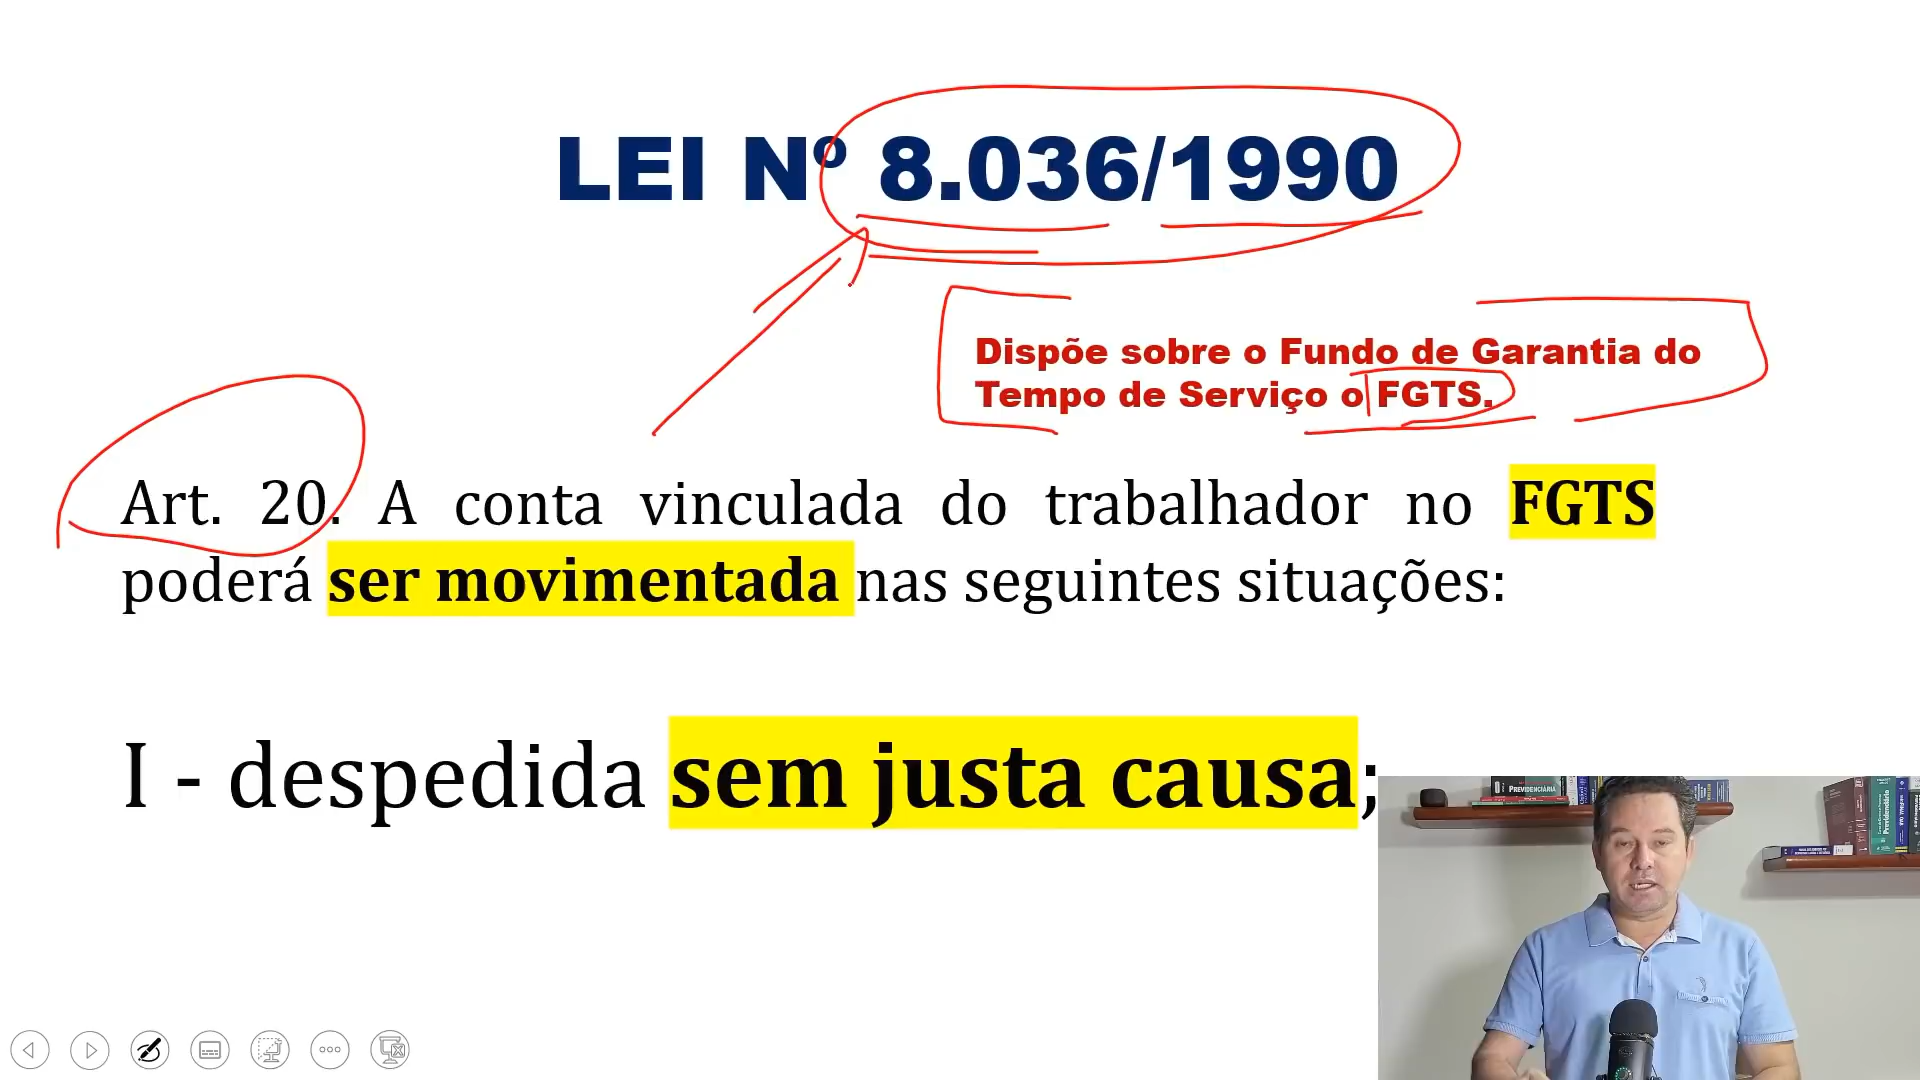 LEI Nº 8.036/1990
Dispõe sobre o Fundo de Garantia do
Tempo de Serviço o FGTS.
Art. 20. A conta vinculada do trabalhador no FGTS
poderá ser movimentada nas seguintes situações:
I - despedida sem justa causa;
PREVIDENCIÁRIA